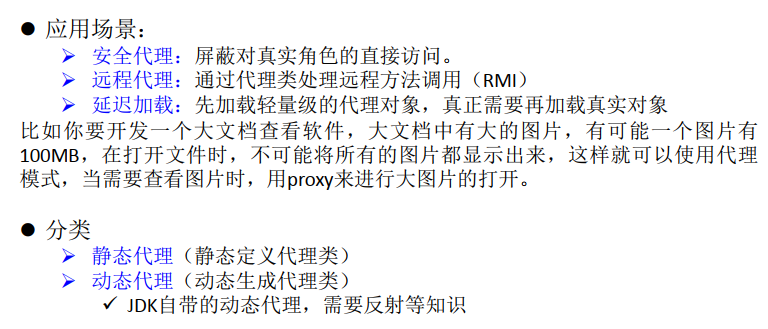 ● 应用场景：
➢ 安全代理：屏蔽对真实角色的直接访问。
➢ 远程代理：通过代理类处理远程方法调用（RMI）
➢ 延迟加载：先加载轻量级的代理对象，真正需要再加载真实对象
比如你要开发一个大文档查看软件，大文档中有大的图片，有可能一个图片有
100MB，在打开文件时，不可能将所有的图片都显示出来，这样就可以使用代理
模式，当需要查看图片时，用proxy来进行大图片的打开。
● 分类
➢ 静态代理（静态定义代理类）
➢ 动态代理（动态生成代理类）
✓ JDK自带的动态代理，需要反射等知识